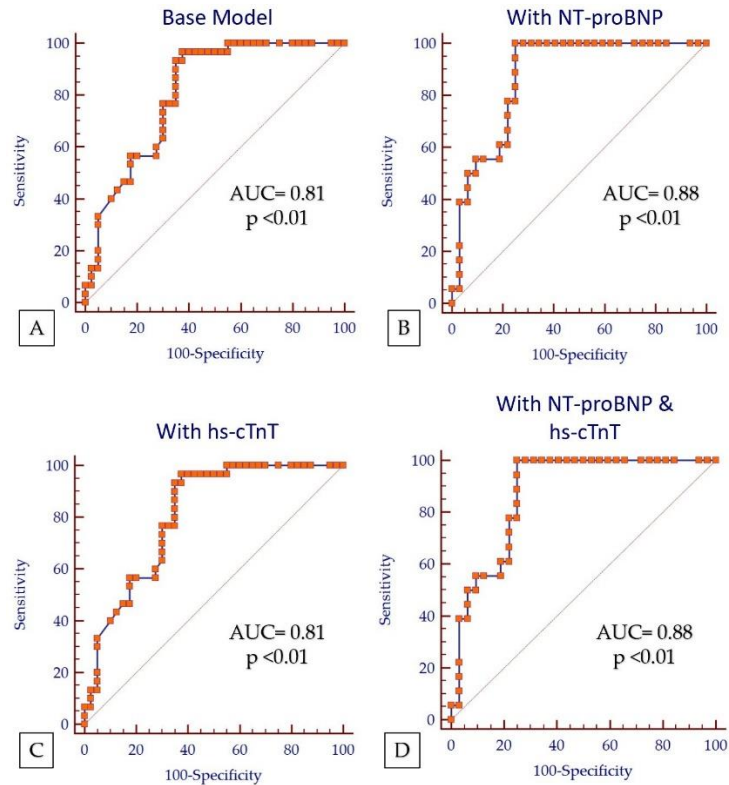 Base Model
100
80
60
40
20
0
Sensitivity
AUC= 0.81
p <0.01
0 20 40 60 80 100
100-Specificity
A
With NT-proBNP
100
80
60
40
20
0
Sensitivity
AUC= 0.88
p <0.01
0 20 40 60 80 100
100-Specificity
B
With hs-cTnT
100
80
60
40
20
0
Sensitivity
AUC= 0.81
p <0.01
0 20 40 60 80 100
100-Specificity
C
With NT-proBNP &
hs-cTnT
100
80
60
40
20
0
Sensitivity
AUC= 0.88
p <0.01
0 20 40 60 80 100
100-Specificity
D